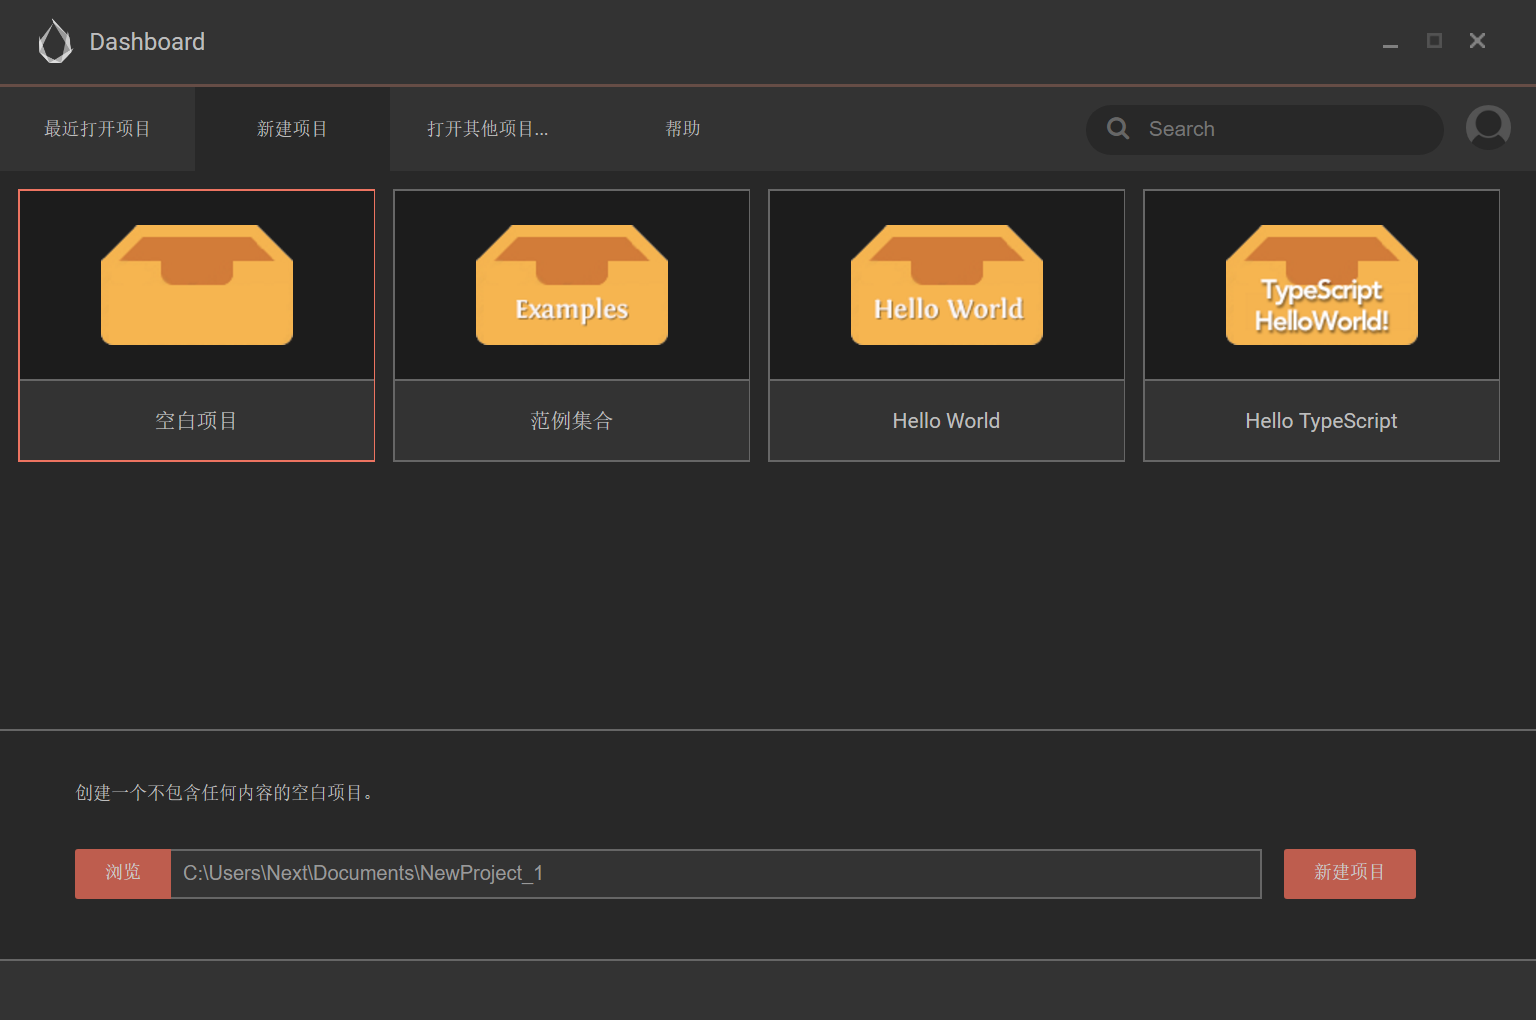 Dashboard
最近打开项目
新建项目
打开其他项目...
帮助
Search
Examples
Hello World
TypeScript
HelloWorld!
空白项目
范例集合
Hello World
Hello TypeScript
创建一个不包含任何内容的空白项目。
浏览
C:\Users\Next\Documents\NewProject_1
新建项目